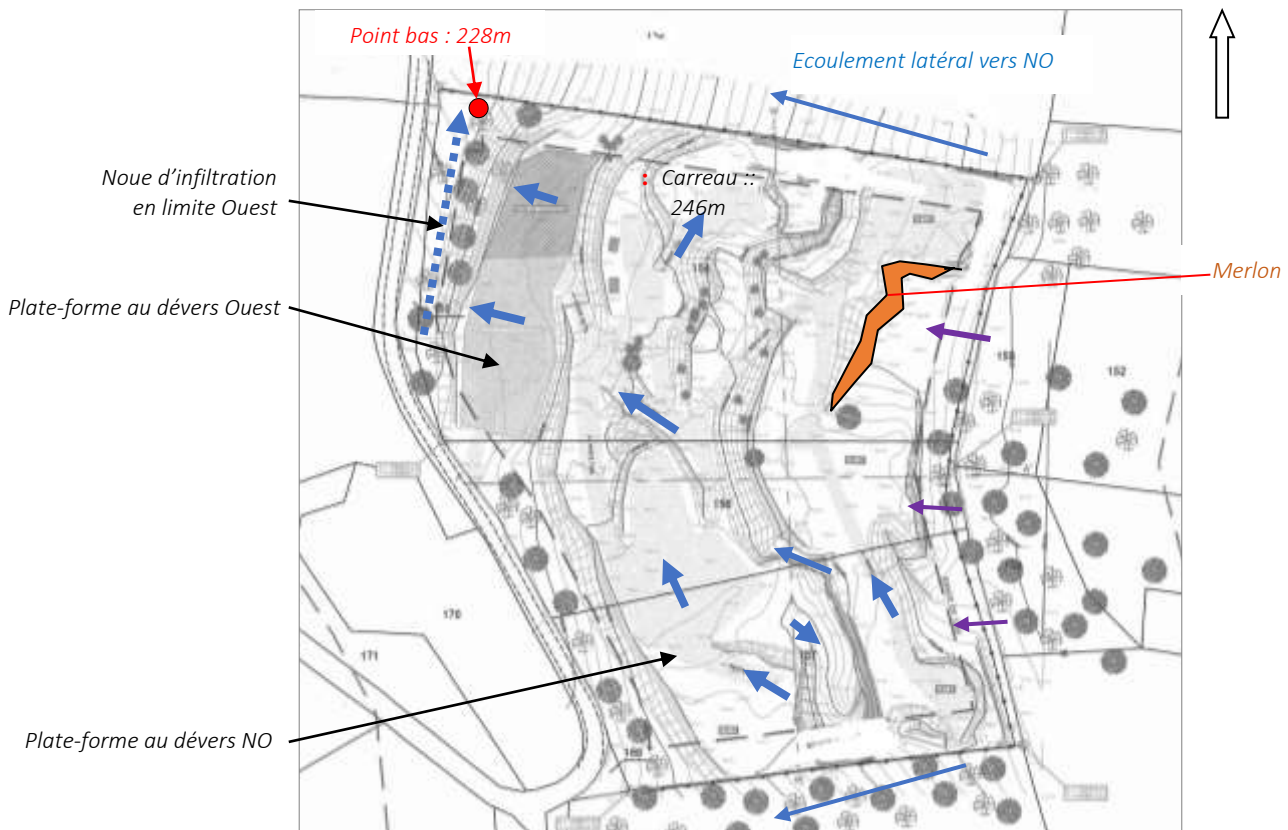 Point bas : 228m
Ecoulement latéral vers NO
Noue d’infiltration
en limite Ouest
: Carreau ::
246m
Merlon
Plate-forme au dévers Ouest
152
170
171
Plate-forme au dévers NO